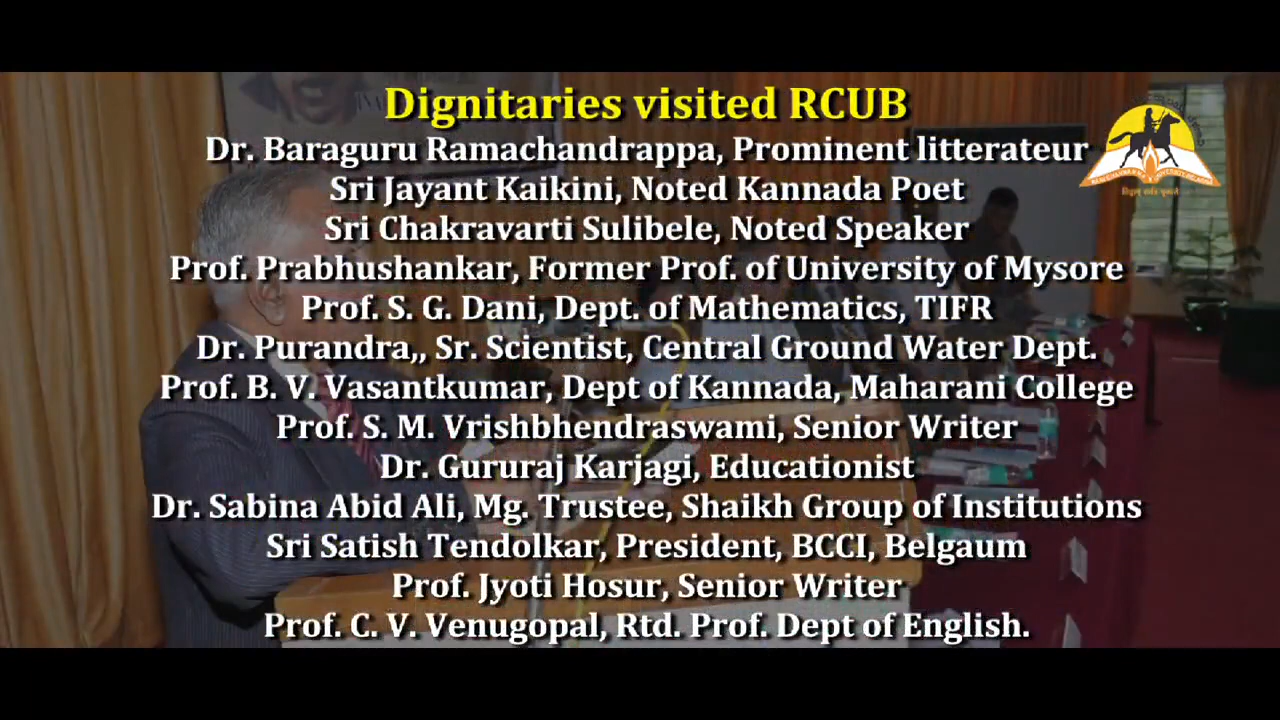 Dignitaries visited RCUB
Dr. Baraguru Ramachandrappa, Prominent litterateur
Sri Jayant Kaikini, Noted Kannada Poet
Sri Chakravarti Sulibele, Noted Speaker
Prof. Prabhushankar, Former Prof. of University of Mysore
Prof. S. G. Dani, Dept. of Mathematics, TIFR
Dr. Purandra,, Sr. Scientist, Central Ground Water Dept.
Prof. B. V. Vasantkumar, Dept of Kannada, Maharani College
Prof. S. M. Vrishbhendraswami, Senior Writer
Dr. Gururaj Karjagi, Educationist
Dr. Sabina Abid Ali, Mg. Trustee, Shaikh Group of Institutions
Sri Satish Tendolkar, President, BCCI, Belgaum
Prof. Jyoti Hosur, Senior Writer
Prof. C. V. Venugopal, Rtd. Prof. Dept of English.